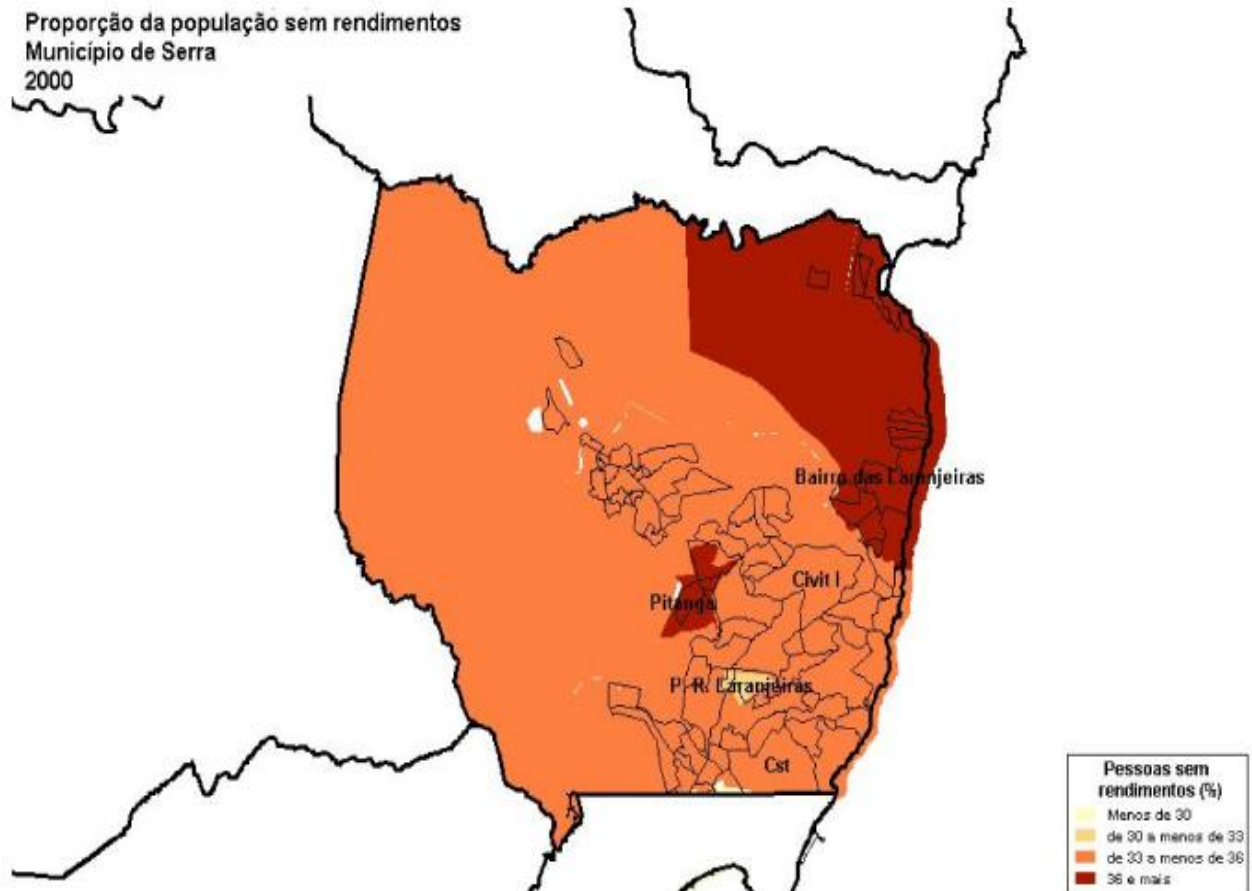 Proporção da população sem rendimentos
Município de Serra
2000
Bairro das Laranjeiras
Civit I
Pitanga
P. R. Laranjeiras
Cst
Pessoas sem
rendimentos (%)
Menos de 30
de 30 a menos de 33
de 33 a menos de 36
36 e mais